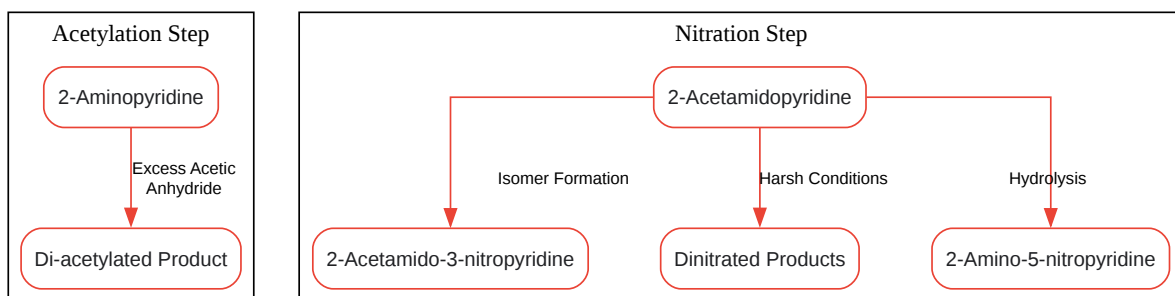 Acetylation Step
2-Aminopyridine
Excess Acetic
Anhydride
Di-acetylated Product
Nitration Step
2-Acetamidopyridine
Isomer Formation
Harsh Conditions
Hydrolysis
2-Acetamido-3-nitropyridine
Dinitrated Products
2-Amino-5-nitropyridine